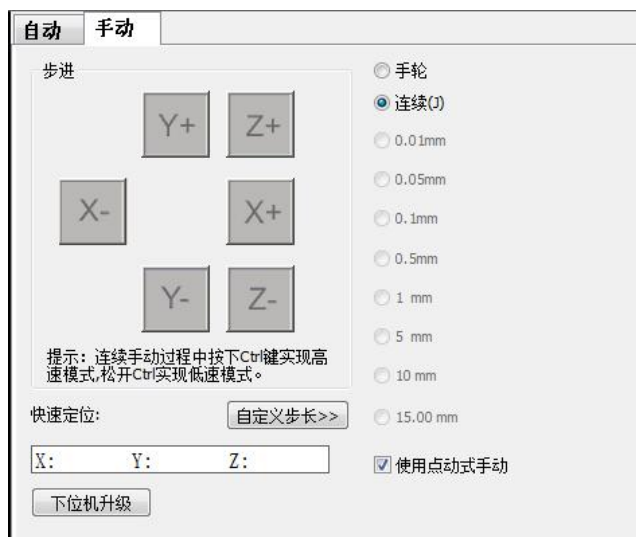 自动 手动
步进
Y+ Z+
X- X+
Y- Z-
提示：连续手动过程中按下Ctrl键实现高
速模式,松开Ctrl实现低速模式。
快速定位: 自定义步长>>
X: Y: Z:
下位机升级
手轮
连续(J)
0.01mm
0.05mm
0.1mm
0.5mm
1 mm
5 mm
10 mm
15.00 mm
使用点动式手动